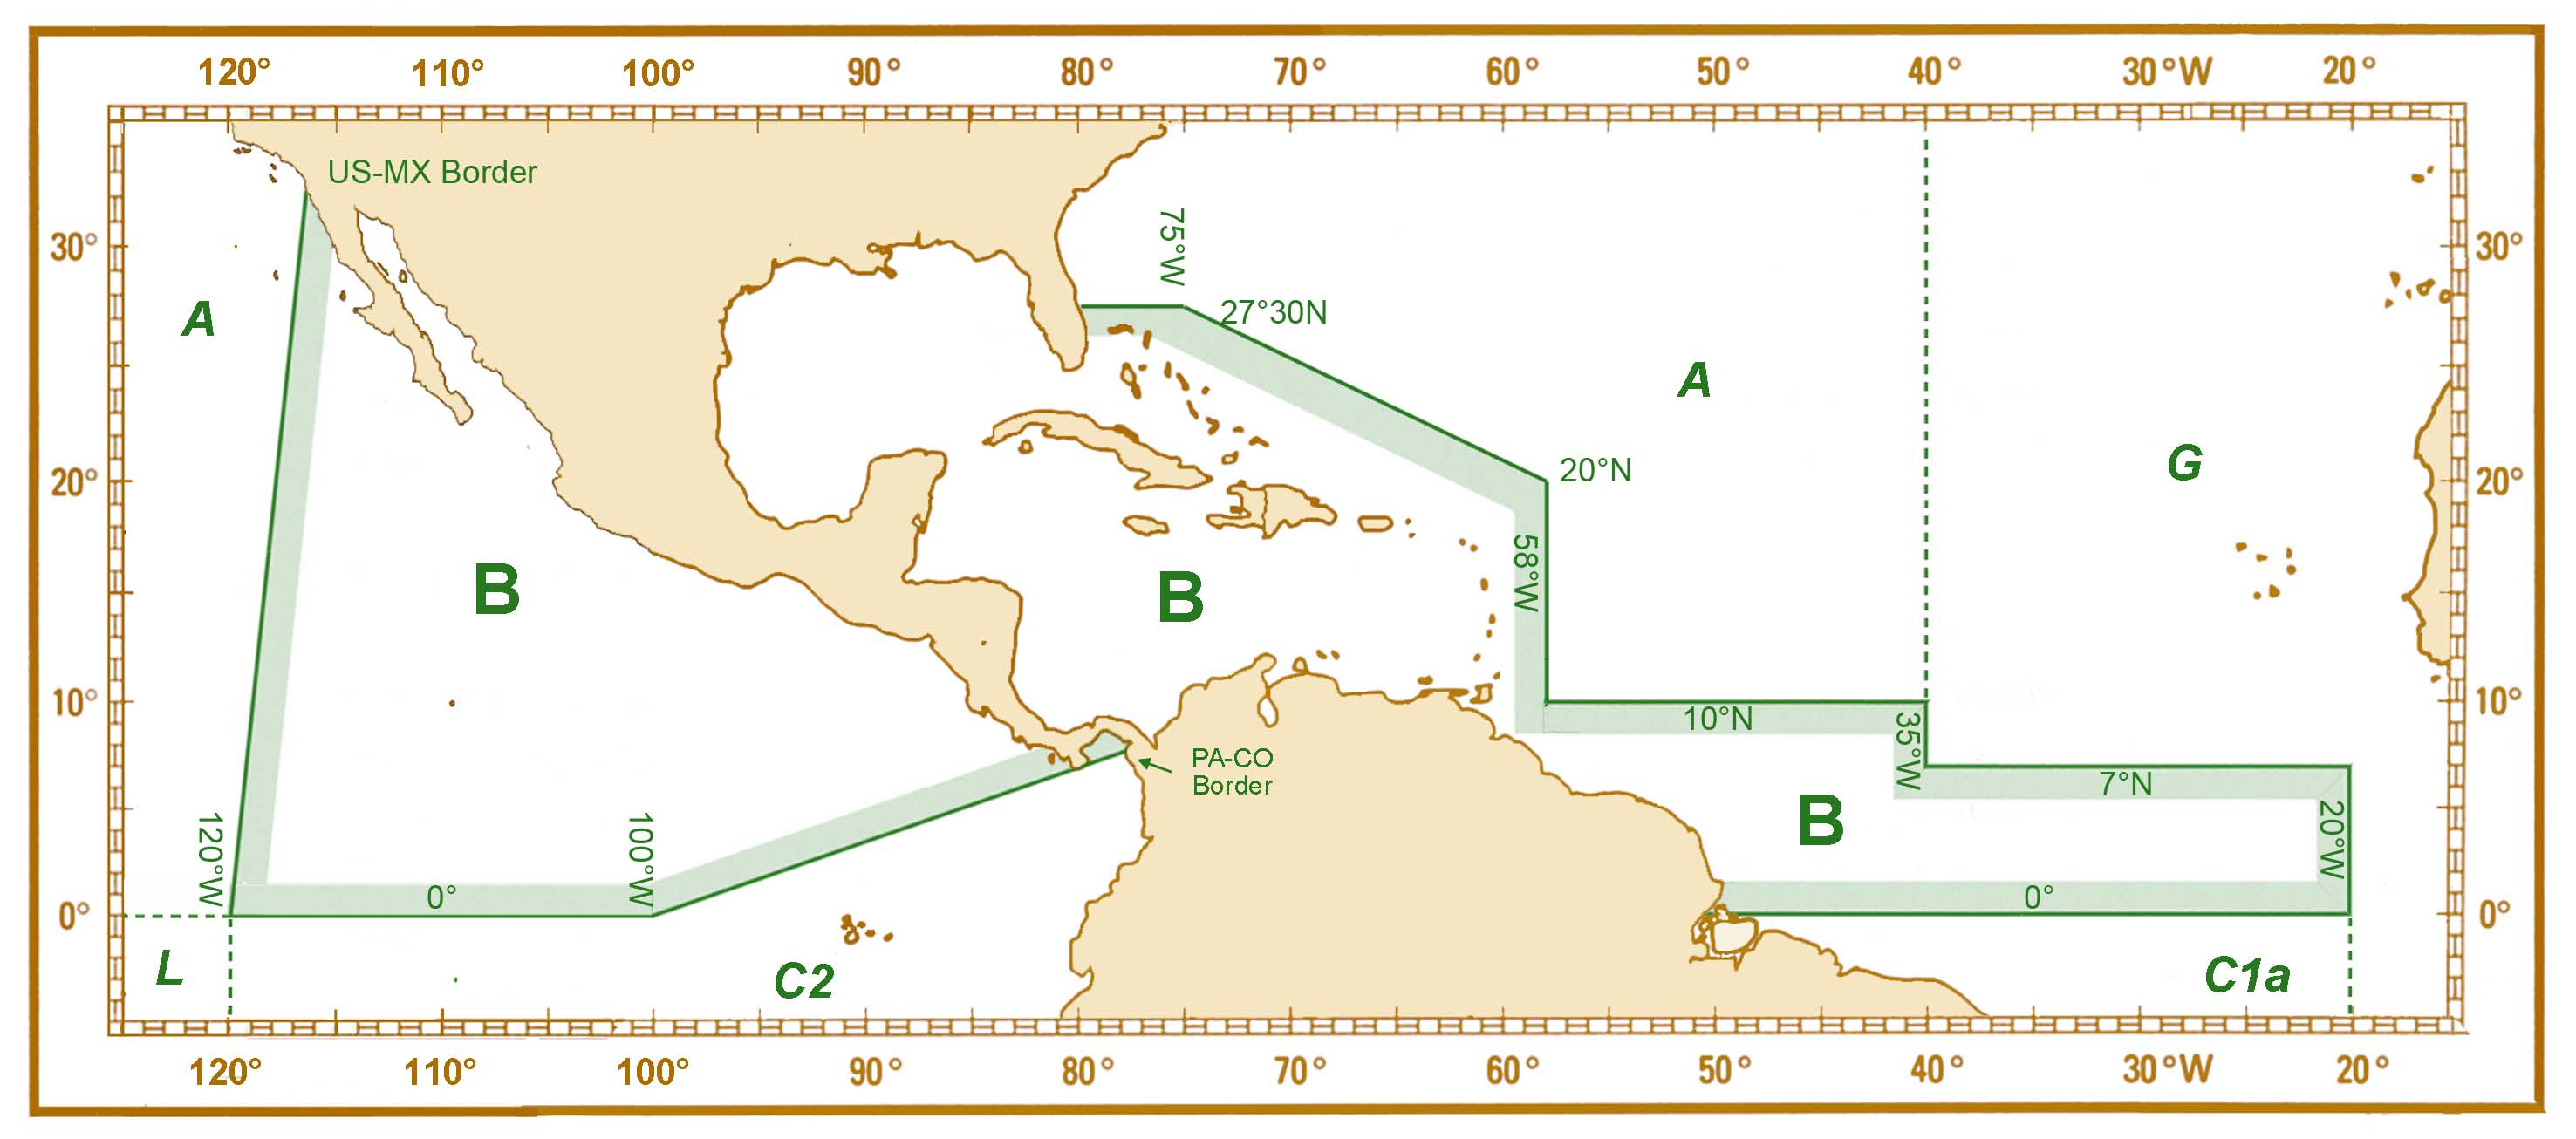 120° 110° 100° 90° 80° 70° 60° 50° 40° 30°W 20°
US-MX Border
75°W
30° 30°
27°30N
A
A
20°N
G
20° 20°
58°W
B
B
10° 10°
10°N
35°W
PA-CO
Border
7°N
B
120°W
100°W
20°W
0°
0°
0° 0°
L
C2
C1a
120° 110° 100° 90° 80° 70° 60° 50° 40° 30°W 20°